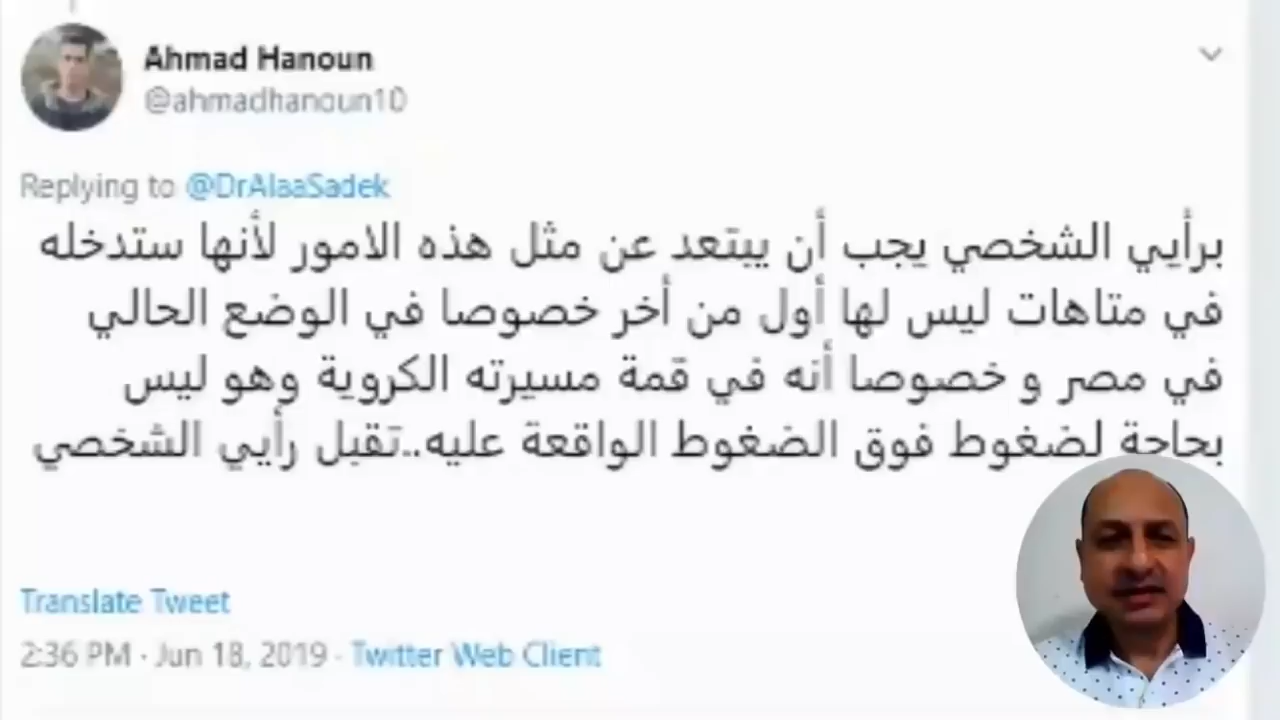 Ahmad Hanoun
@ahmadhanoun10
Replying to @DrAlaaSadek
برأيي الشخصي يجب أن يبتعد عن مثل هذه الامور لأنها ستدخله
في متاهات ليس لها أول من أخر خصوصا في الوضع الحالي
في مصر و خصوصا أنه في قمة مسيرته الكروية وهو ليس
بحاجة لضغوط فوق الضغوط الواقعة عليه..تقبل رأيي الشخصي
Translate Tweet
2:36 PM · Jun 18, 2019 · Twitter Web Client